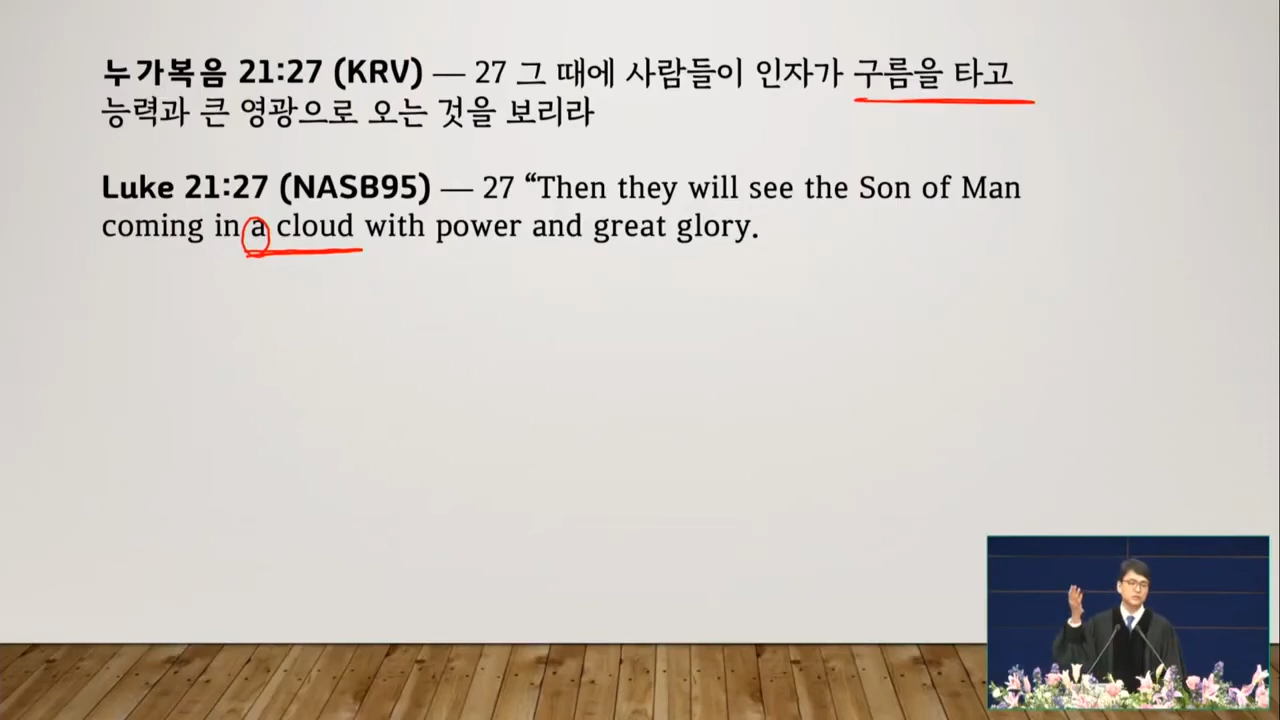 누가복음 21:27 (KRV) — 27 그 때에 사람들이 인자가 구름을 타고
능력과 큰 영광으로 오는 것을 보리라
Luke 21:27 (NASB95) — 27 “Then they will see the Son of Man
coming in a cloud with power and great glory.